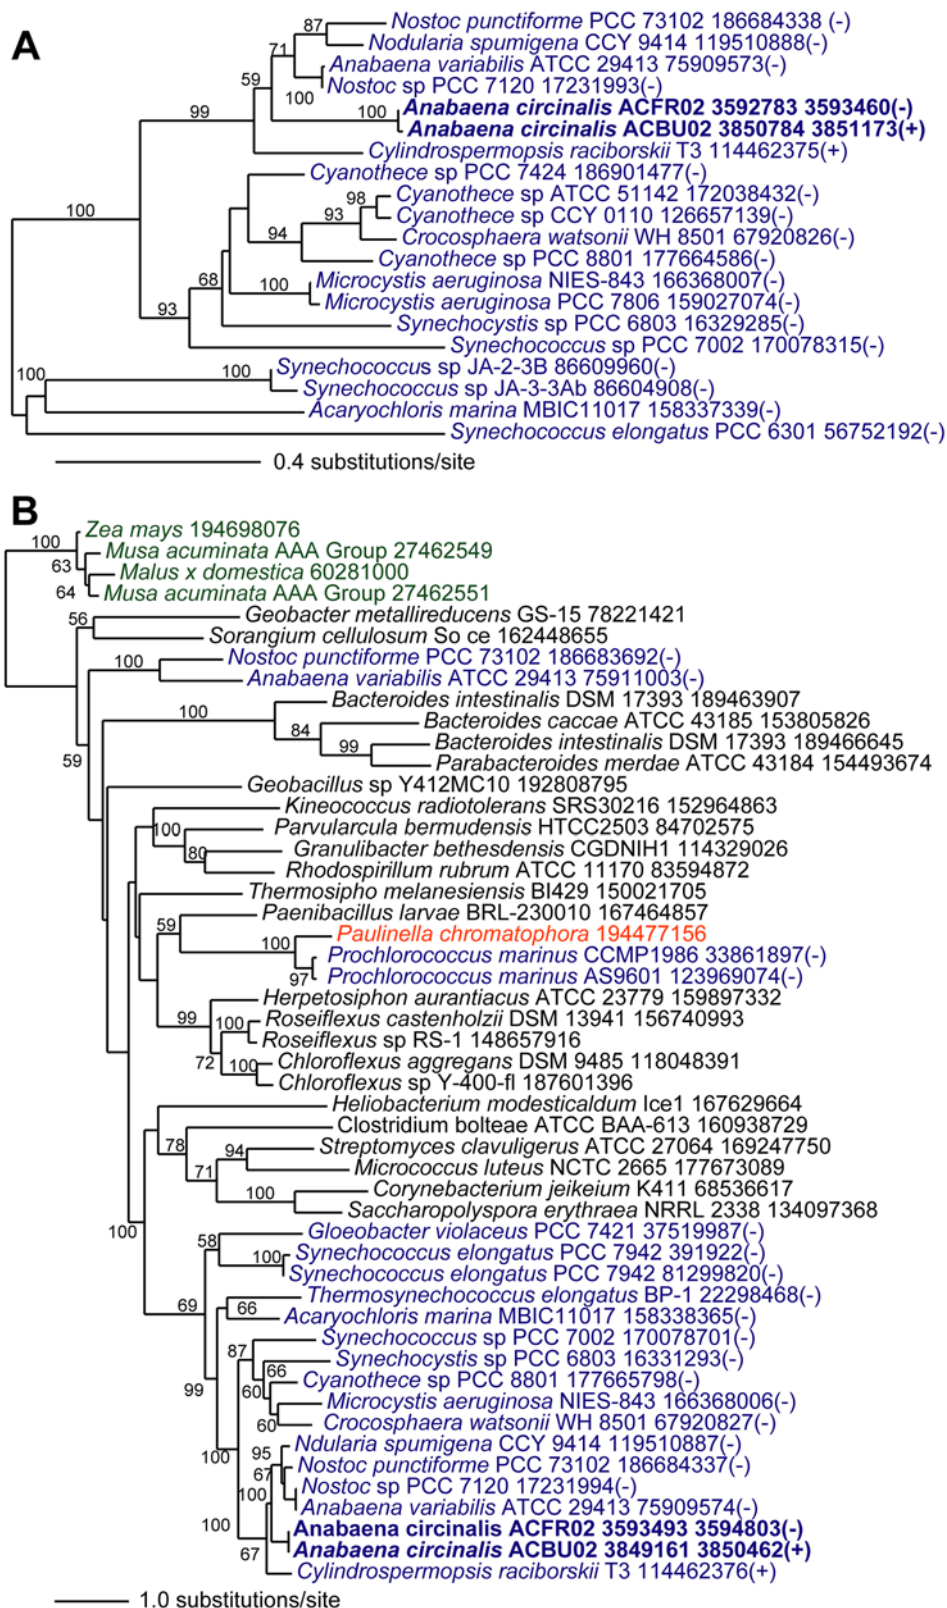 A
87
Nostoc punctiforme PCC 73102 186684338 (-)
Nodularia spumigena CCY 9414 119510888(-)
71
Anabaena variabilis ATCC 29413 75909573(-)
59
Nostoc sp PCC 7120 17231993(-)
100
99
100
Anabaena circinalis ACFR02 3592783 3593460(-)
Anabaena circinalis ACBU02 3850784 3851173(+)
Cylindrospermopsis raciborskii T3 114462375(+)
Cyanothece sp PCC 7424 186901477(-)
98
Cyanothece sp ATCC 51142 172038432(-)
100
93
Cyanothece sp CCY 0110 126657139(-)
94
Crocosphaera watsonii WH 8501 67920826(-)
Cyanothece sp PCC 8801 177664586(-)
68
100
Microcystis aeruginosa NIES-843 166368007(-)
Microcystis aeruginosa PCC 7806 159027074(-)
93
Synechocystis sp PCC 6803 16329285(-)
Synechococcus sp PCC 7002 170078315(-)
100
100
Synechococcus sp JA-2-3B 86609960(-)
Synechococcus sp JA-3-3Ab 86604908(-)
Acaryochloris marina MBIC11017 158337339(-)
Synechococcus elongatus PCC 6301 56752192(-)
0.4 substitutions/site
B
Zea mays 194698076
100
Musa acuminata AAA Group 27462549
63
Malus x domestica 60281000
64
Musa acuminata AAA Group 27462551
56
Geobacter metallireducens GS-15 78221421
Sorangium cellulosum So ce 162448655
100
Nostoc punctiforme PCC 73102 186683692(-)
Anabaena variabilis ATCC 29413 75911003(-)
Bacteroides intestinalis DSM 17393 189463907
100
Bacteroides caccae ATCC 43185 153805826
84
Bacteroides intestinalis DSM 17393 189466645
99
59
Parabacteroides merdae ATCC 43184 154493674
Geobacillus sp Y412MC10 192808795
Kineococcus radiotolerans SRS30216 152964863
100
Parvularcula bermudensis HTCC2503 84702575
80
Granulibacter bethesdensis CGDNIH1 114329026
Rhodospirillum rubrum ATCC 11170 83594872
Thermosipho melanesiensis BI429 150021705
Paenibacillus larvae BRL-230010 167464857
59
Paulinella chromatophora 194477156
100
Prochlorococcus marinus CCMP1986 33861897(-)
97
Prochlorococcus marinus AS9601 123969074(-)
Herpetosiphon aurantiacus ATCC 23779 159897332
99
100
Roseiflexus castenholzii DSM 13941 156740993
Roseiflexus sp RS-1 148657916
72
100
Chloroflexus aggregans DSM 9485 118048391
Chloroflexus sp Y-400-fl 187601396
Heliobacterium modesticaldum Ice1 167629664
Clostridium bolteae ATCC BAA-613 160938729
78
94
Streptomyces clavuligerus ATCC 27064 169247750
71
Micrococcus luteus NCTC 2665 177673089
100
Corynebacterium jeikeium K411 68536617
Saccharopolyspora erythraea NRRL 2338 134097368
100
Gloeobacter violaceus PCC 7421 37519987(-)
58
100
Synechococcus elongatus PCC 7942 391922(-)
Synechococcus elongatus PCC 7942 81299820(-)
Thermosynechococcus elongatus BP-1 22298468(-)
69
66
Acaryochloris marina MBIC11017 158338365(-)
Synechococcus sp PCC 7002 170078701(-)
87
Synechocystis sp PCC 6803 16331293(-)
66
Cyanothece sp PCC 8801 177665798(-)
99
60
Microcystis aeruginosa NIES-843 166368006(-)
60
Crocosphaera watsonii WH 8501 67920827(-)
100
95
Ndularia spumigena CCY 9414 119510887(-)
67
Nostoc punctiforme PCC 73102 186684337(-)
100
Nostoc sp PCC 7120 17231994(-)
Anabaena variabilis ATCC 29413 75909574(-)
100
Anabaena circinalis ACFR02 3593493 3594803(-)
67
Anabaena circinalis ACBU02 3849161 3850462(+)
Cylindrospermopsis raciborskii T3 114462376(+)
1.0 substitutions/site